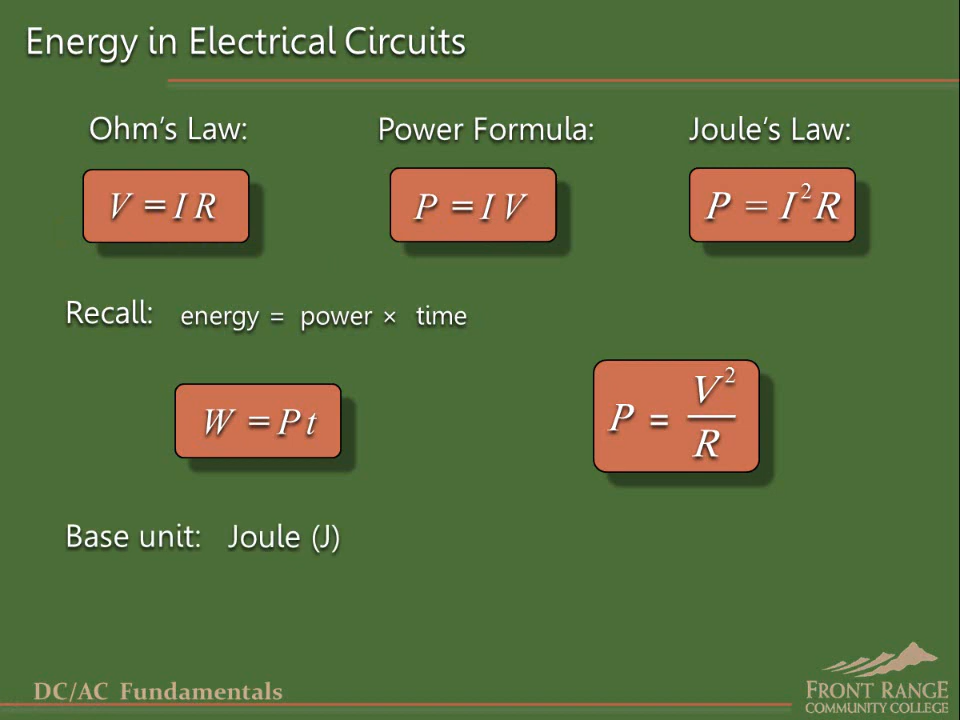 Energy in Electrical Circuits
Ohm's Law:
Power Formula:
Joule's Law:
V = I R
P = I V
P = I²R
Recall: energy = power × time
W = P t
P = V²/R
Base unit: Joule (J)
DC/AC Fundamentals
FRONT RANGE
COMMUNITY COLLEGE